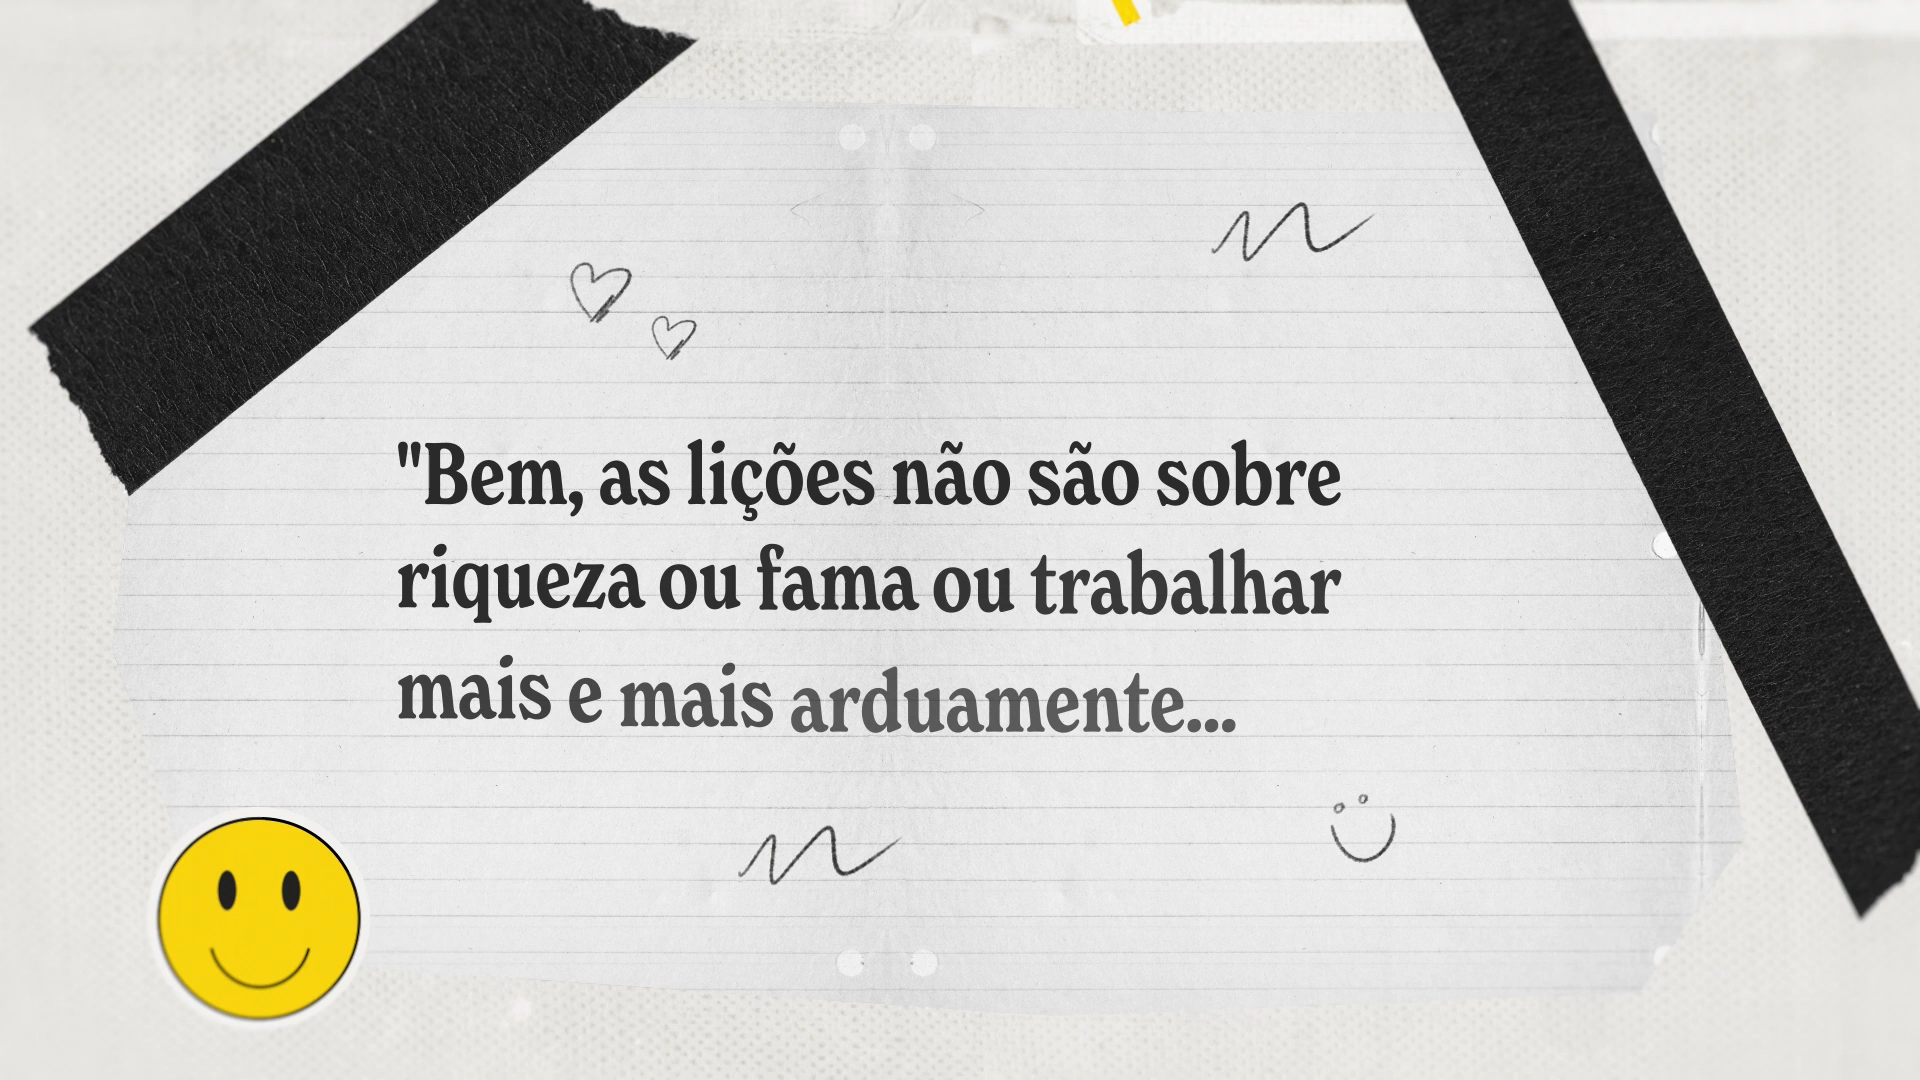 "Bem, as lições não são sobre
riqueza ou fama ou trabalhar
mais e mais arduamente...